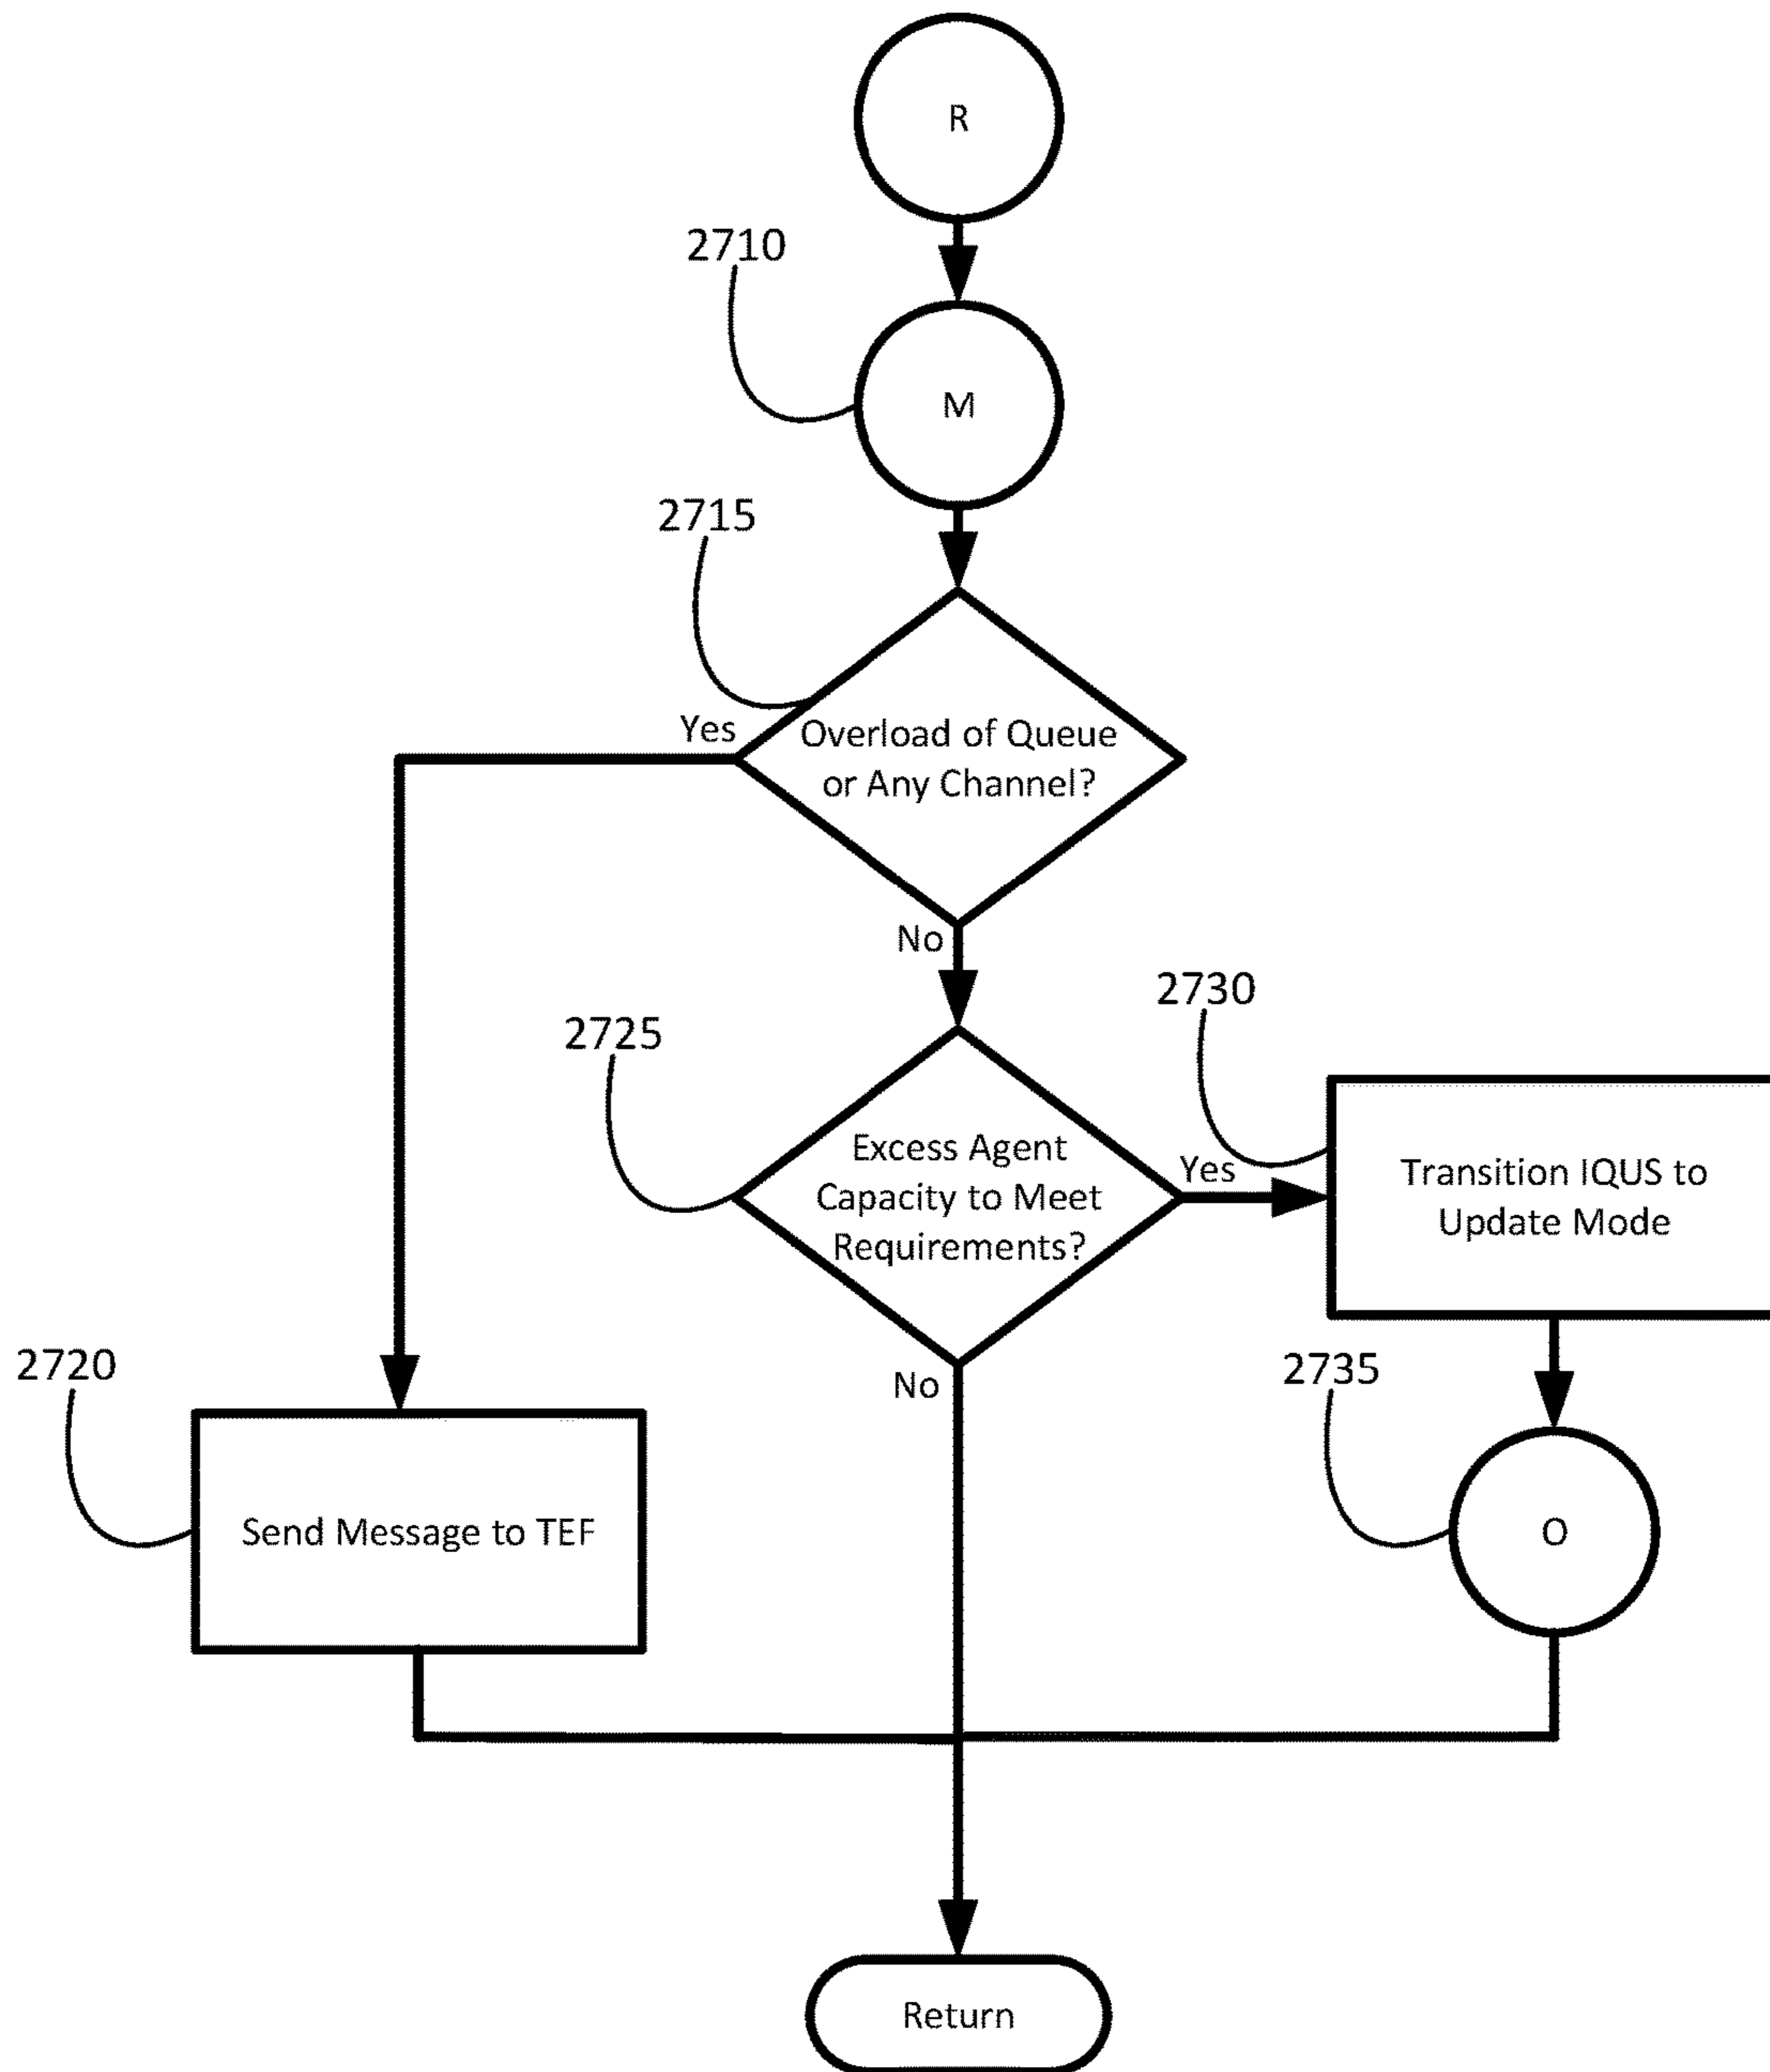 R
2710
M
2715
Yes
Overload of Queue
or Any Channel?
No
2730
2725
Excess Agent
Capacity to Meet
Requirements?
Yes
Transition IQUS to
Update Mode
2720
No
2735
Send Message to TEF
O
Return